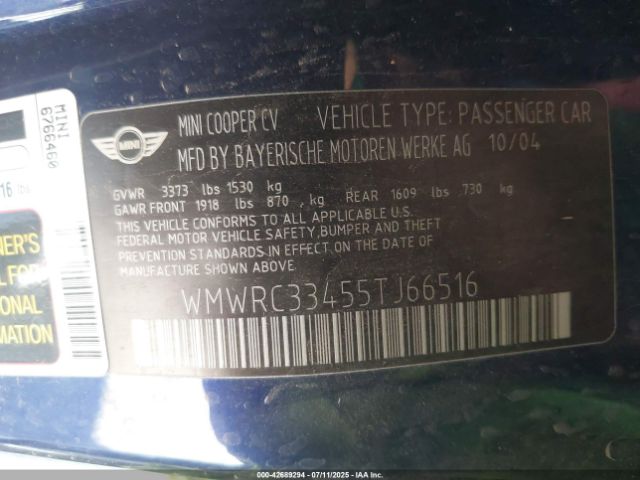 MINI
6766460
16/lbs
NER'S
L FOR
ONAL
MATION
MINI
MINI COOPER CV VEHICLE TYPE: PASSENGER CAR
MFD BY BAYERISCHE MOTOREN WERKE AG 10/04
GVWR 3373 lbs 1530 kg
GAWR FRONT 1918 lbs 870 kg REAR 1609 lbs 730 kg
THIS VEHICLE CONFORMS TO ALL APPLICABLE U.S.
FEDERAL MOTOR VEHICLE SAFETY,BUMPER AND THEFT
PREVENTION STANDARDS IN EFFECT ON THE DATE OF
MANUFACTURE SHOWN ABOVE.
WMWRC33455TJ66516
000-42689294 - 07/11/2025 - IAAI.COM